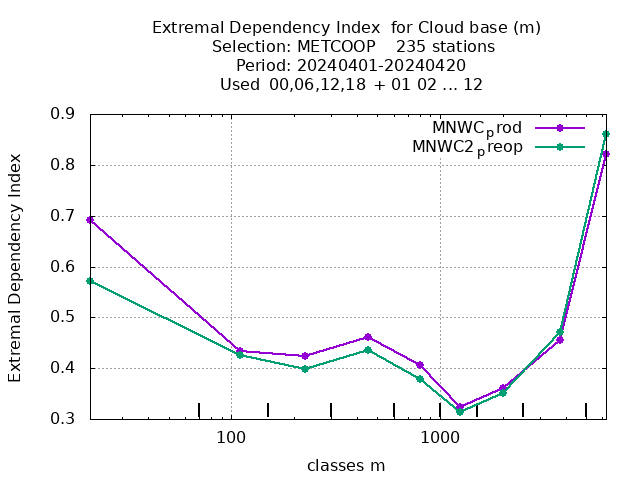 Extremal Dependency Index  for Cloud base (m)
Selection: METCOOP    235 stations
Period: 20240401-20240420
Used  00,06,12,18  + 01 02 ... 12
MNWCprod
MNWC2preop
Extremal Dependency Index
0.9
0.8
0.7
0.6
0.5
0.4
0.3
100
1000
classes m